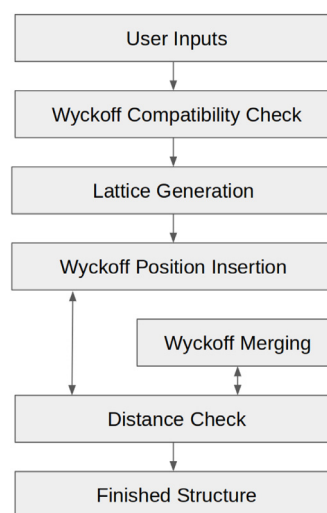 User Inputs
Wyckoff Compatibility Check
Lattice Generation
Wyckoff Position Insertion
Wyckoff Merging
Distance Check
Finished Structure